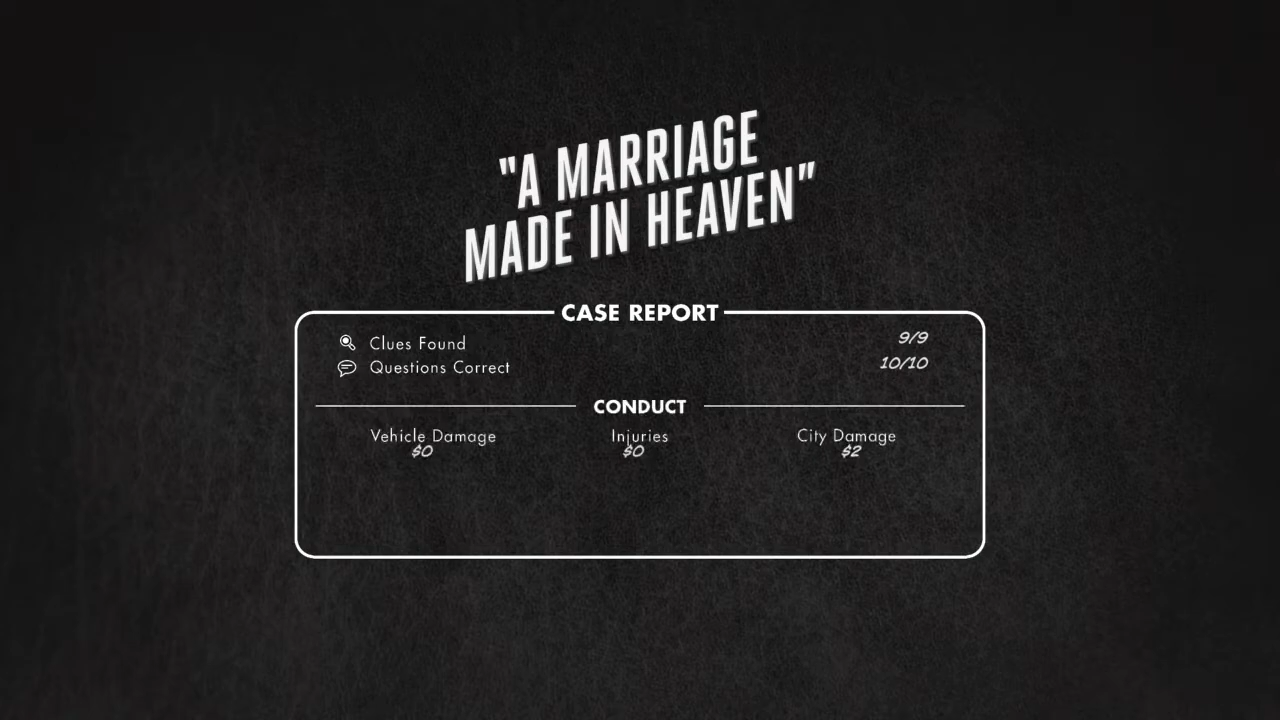 "A MARRIAGE
MADE IN HEAVEN"
CASE REPORT
Clues Found 9/9
Questions Correct 10/10
CONDUCT
Vehicle Damage Injuries City Damage
$0 $0 $2